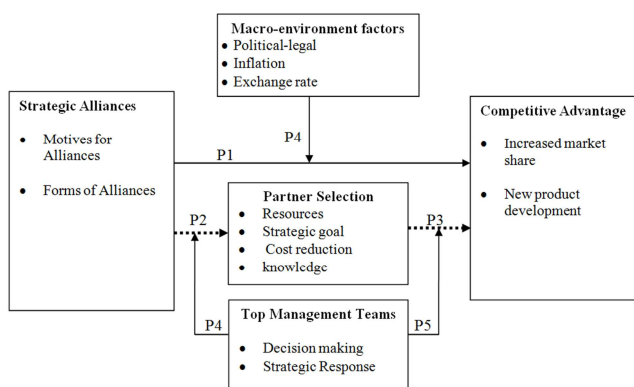 Macro-environment factors
● Political-legal
● Inflation
● Exchange rate
Strategic Alliances
● Motives for
Alliances
● Forms of Alliances
P4
P1
Competitive Advantage
● Increased market
share
● New product
development
P2
Partner Selection
● Resources
● Strategic goal
● Cost reduction
● knowledge
P3
P4
Top Management Teams
● Decision making
● Strategic Response
P5